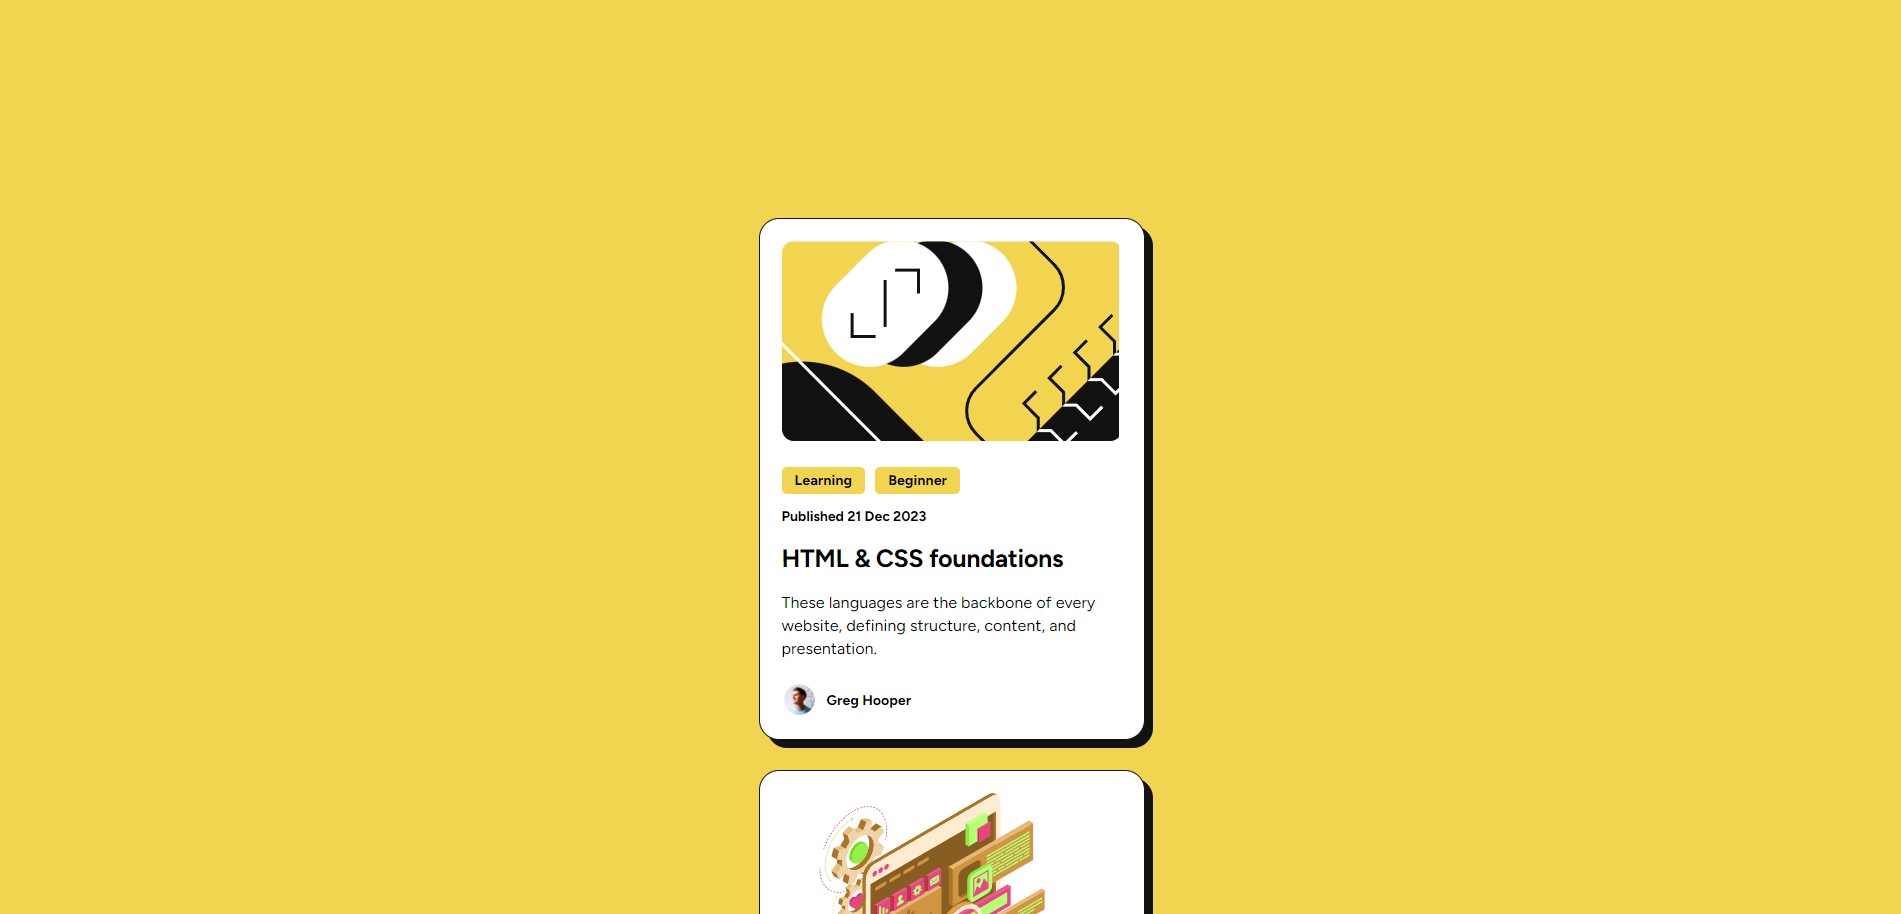 Learning
Beginner
Published 21 Dec 2023
HTML & CSS foundations
These languages are the backbone of every
website, defining structure, content, and
presentation.
Greg Hooper